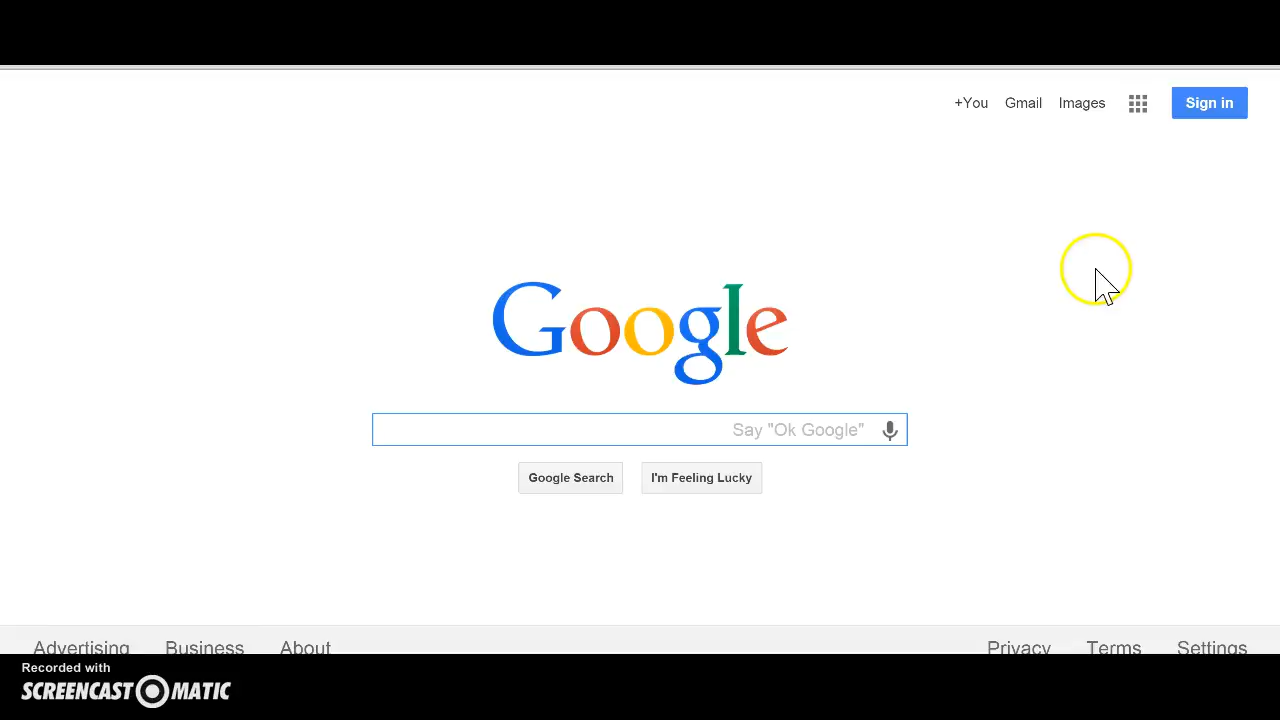 +You Gmail Images Sign in
Google
Say "Ok Google"
Google Search I'm Feeling Lucky
Advertising Business About Privacy Terms Settings
Recorded with
SCREENCAST-O-MATIC